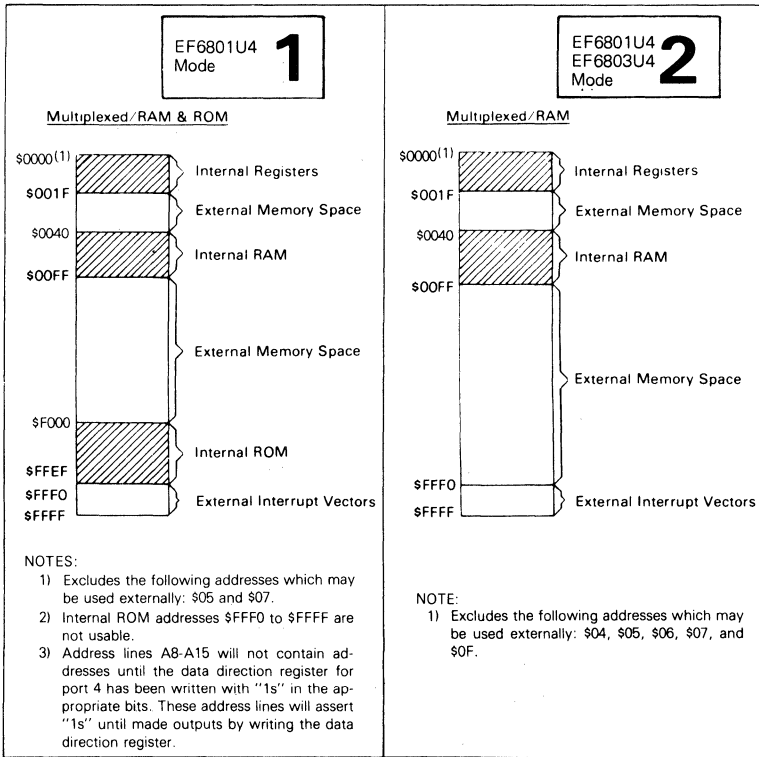 EF6801U4
Mode
1
Multiplexed/RAM & ROM
$0000(1)
Internal Registers
$001F
External Memory Space
$0040
Internal RAM
$00FF
External Memory Space
$F000
Internal ROM
$FFEF
$FFF0
External Interrupt Vectors
$FFFF
NOTES:
1) Excludes the following addresses which may
be used externally: $05 and $07.
2) Internal ROM addresses $FFF0 to $FFFF are
not usable.
3) Address lines A8-A15 will not contain ad-
dresses until the data direction register for
port 4 has been written with "1s" in the ap-
propriate bits. These address lines will assert
"1s" until made outputs by writing the data
direction register.
EF6801U4
EF6803U4
Mode
2
Multiplexed/RAM
$0000(1)
Internal Registers
$001F
External Memory Space
$0040
Internal RAM
$00FF
External Memory Space
$FFF0
External Interrupt Vectors
$FFFF
NOTE:
1) Excludes the following addresses which may
be used externally: $04, $05, $06, $07, and
$0F.